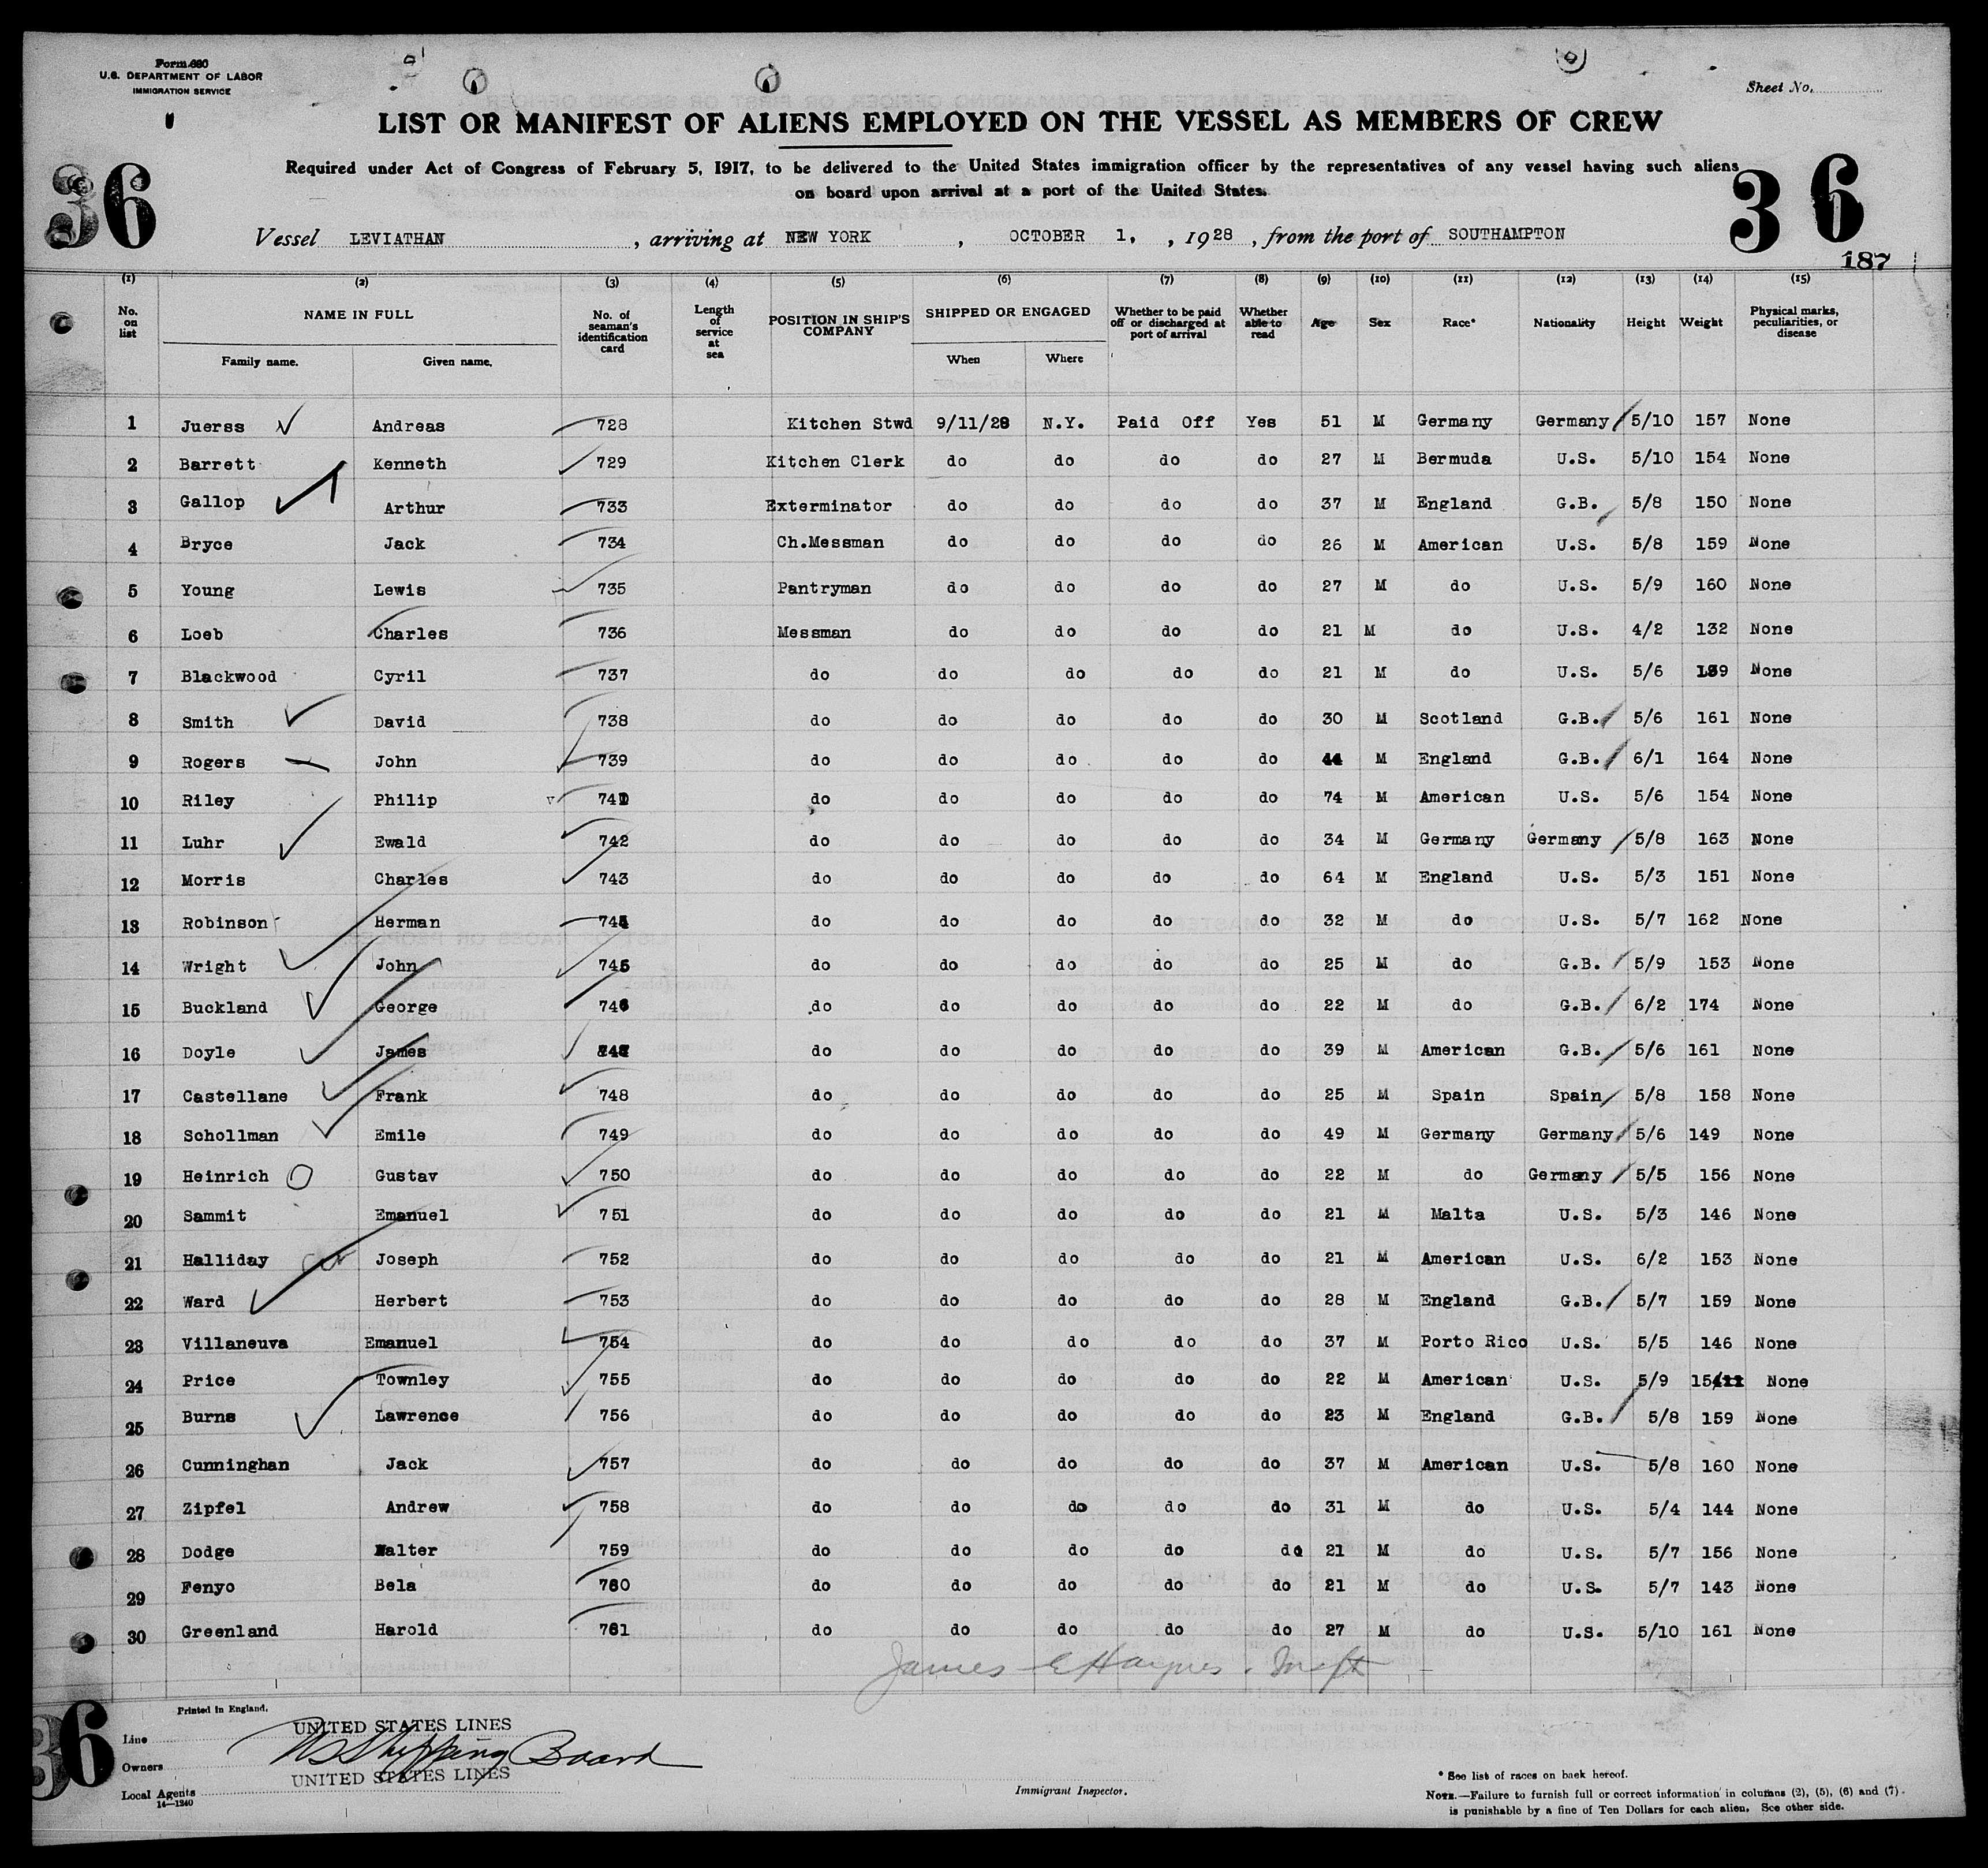 Form 680
U.S. DEPARTMENT OF LABOR
IMMIGRATION SERVICE
Sheet No.
LIST OR MANIFEST OF ALIENS EMPLOYED ON THE VESSEL AS MEMBERS OF CREW
Required under Act of Congress of February 5, 1917, to be delivered to the United States immigration officer by the representatives of any vessel having such aliens
on board upon arrival at a port of the United States.
36
36
Vessel LEVIATHAN, arriving at NEW YORK, OCTOBER 1, , 1928, from the port of SOUTHAMPTON
187
(1) (2) (3) (4) (5) (6) (7) (8) (9) (10) (11) (12) (13) (14) (15)
No. on list NAME IN FULL Family name. Given name. No. of seaman's identification card Length of service at sea POSITION IN SHIP'S COMPANY SHIPPED OR ENGAGED When Where Whether to be paid off or discharged at port of arrival Whether able to read Age Sex Race* Nationality Height Weight Physical marks, peculiarities, or disease
1 Juerss Andreas 728 Kitchen Stwd 9/11/28 N.Y. Paid Off Yes 51 M Germany Germany 5/10 157 None
2 Barrett Kenneth 729 Kitchen Clerk do do do do 27 M Bermuda U.S. 5/10 154 None
3 Gallop Arthur 733 Exterminator do do do do 37 M England G.B. 5/8 150 None
4 Bryce Jack 734 Ch.Messman do do do do 26 M American U.S. 5/8 159 None
5 Young Lewis 735 Pantryman do do do do 27 M do U.S. 5/9 160 None
6 Loeb Charles 736 Messman do do do do 21 M do U.S. 4/2 132 None
7 Blackwood Cyril 737 do do do do do 21 M do U.S. 5/6 None
8 Smith David 738 do do do do do 30 M Scotland G.B. 5/6 161 None
9 Rogers John 739 do do do do do 44 M England G.B. 6/1 164 None
10 Riley Philip do do do do do 74 M American U.S. 5/6 154 None
11 Luhr Ewald 742 do do do do do 34 M Germany Germany 5/8 163 None
12 Morris Charles 743 do do do do do 64 M England U.S. 5/3 151 None
13 Robinson Herman 744 do do do do do 32 M do U.S. 5/7 162 None
14 Wright John 745 do do do do do 25 M do G.B. 5/9 153 None
15 Buckland George 746 do do do do do 22 M do G.B. 6/2 174 None
16 Doyle James do do do do do 39 M American G.B. 5/6 161 None
17 Castellane Frank 748 do do do do do 25 M Spain Spain 5/8 158 None
18 Schollman Emile 749 do do do do do 49 M Germany Germany 5/6 149 None
19 Heinrich Gustav 750 do do do do do 22 M do Germany 5/5 156 None
20 Sammit Emanuel 751 do do do do do 21 M Malta U.S. 5/3 146 None
21 Halliday Joseph 752 do do do do do 21 M American U.S. 6/2 153 None
22 Ward Herbert 753 do do do do do 28 M England G.B. 5/7 159 None
23 Villaneuva Emanuel 754 do do do do do 37 M Porto Rico U.S. 5/5 146 None
24 Price Townley 755 do do do do do 22 M American U.S. 5/9 None
25 Burns Lawrence 756 do do do do do 23 M England G.B. 5/8 159 None
26 Cunninghan Jack 757 do do do do do 37 M American U.S. 5/8 160 None
27 Zipfel Andrew 758 do do do do do 31 M do U.S. 5/4 144 None
28 Dodge Walter 759 do do do do do 21 M do U.S. 5/7 156 None
29 Fenyo Bela 760 do do do do do 21 M do U.S. 5/7 143 None
30 Greenland Harold 761 do do do do do 27 M do U.S. 5/10 161 None
James E Haynes
36
Printed in England.
Line UNITED STATES LINES
Owners US Shipping Board
Local Agents UNITED STATES LINES
14—1240
Immigrant Inspector.
* See list of races on back hereof.
NOTE.—Failure to furnish full or correct information in columns (2), (5), (6) and (7)
is punishable by a fine of Ten Dollars for each alien. See other side.